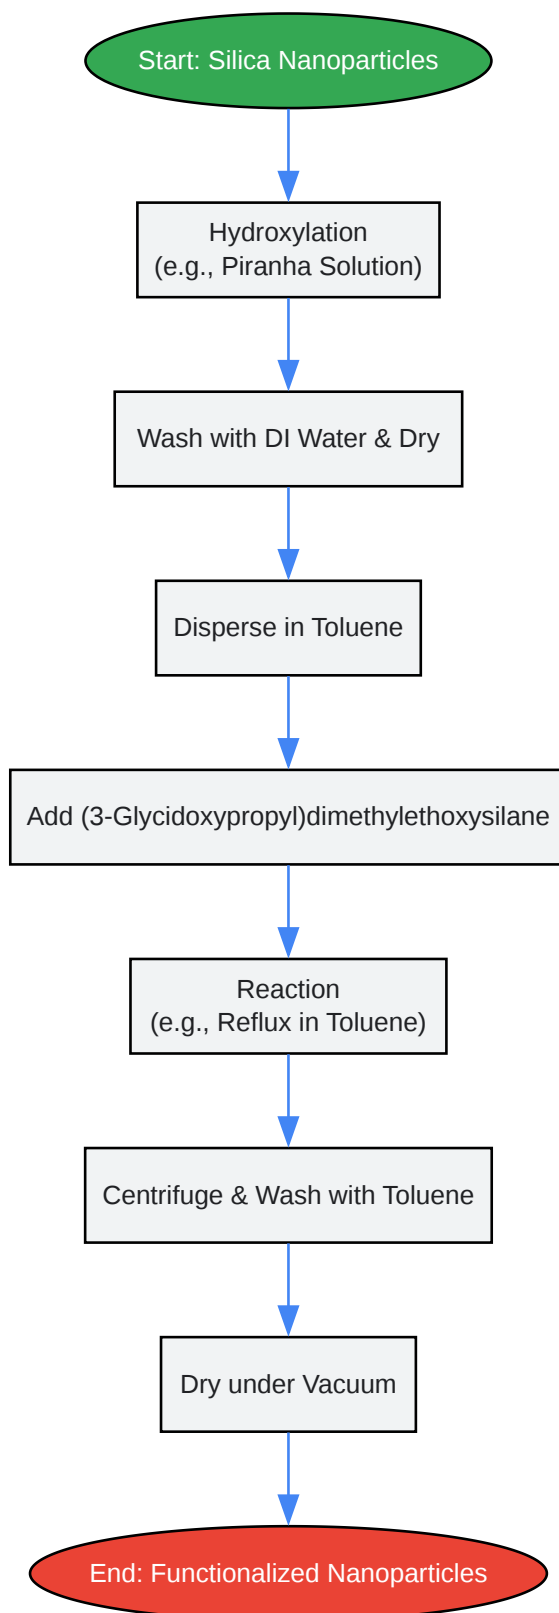 Start: Silica Nanoparticles
Hydroxylation
(e.g., Piranha Solution)
Wash with DI Water & Dry
Disperse in Toluene
Add (3-Glycidoxypropyl)dimethylethoxysilane
Reaction
(e.g., Reflux in Toluene)
Centrifuge & Wash with Toluene
Dry under Vacuum
End: Functionalized Nanoparticles